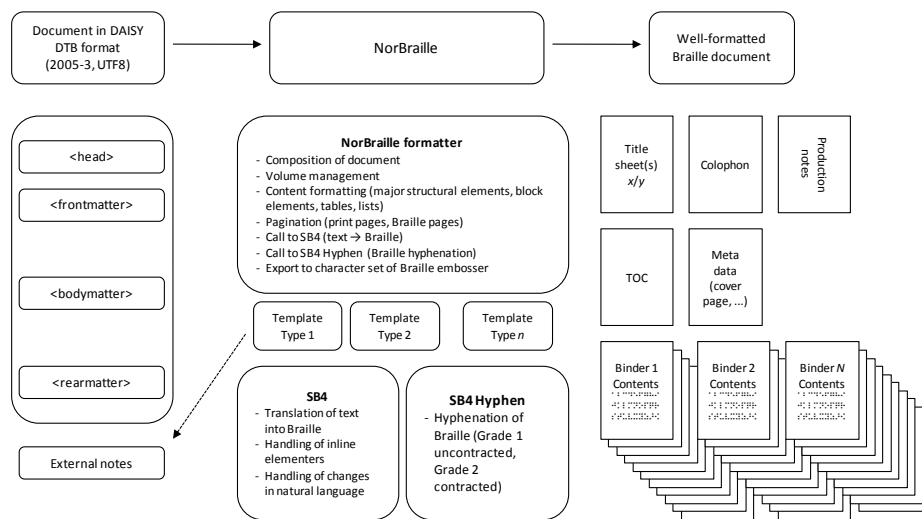 Document in DAISY
DTB format
(2005-3, UTF8)
NorBraille
Well-formatted
Braille document
<head>
<frontmatter>
<bodymatter>
<rearmatter>
External notes
NorBraille formatter
- Composition of document
- Volume management
- Content formatting (major structural elements, block
elements, tables, lists)
- Pagination (print pages, Braille pages)
- Call to SB4 (text → Braille)
- Call to SB4 Hyphen (Braille hyphenation)
- Export to character set of Braille embosser
Template
Type 1
Template
Type 2
Template
Type n
SB4
- Translation of text
into Braille
- Handling of inline
elementers
- Handling of changes
in natural language
SB4 Hyphen
- Hyphenation of
Braille (Grade 1
uncontracted,
Grade 2
contracted)
Title
sheet(s)
x/y
Colophon
Production
notes
TOC
Meta
data
(cover
page, ...)
Binder 1
Contents
Binder 2
Contents
Binder N
Contents